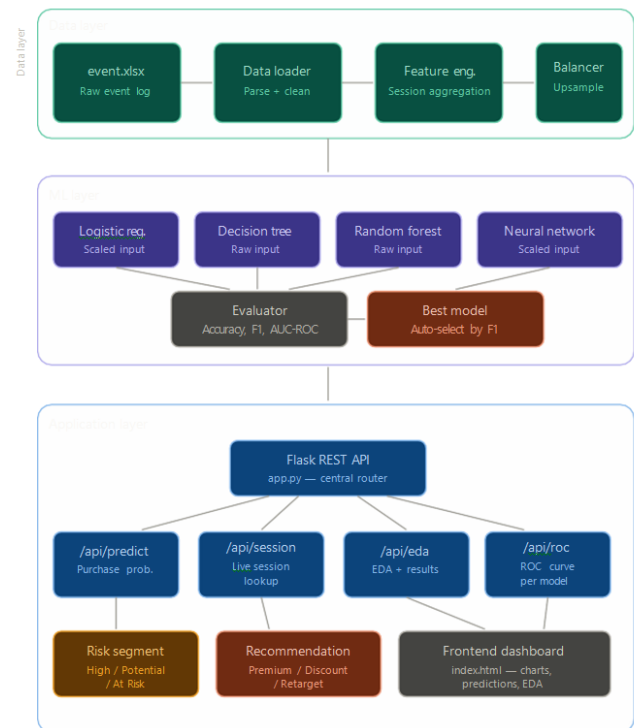 Data layer
Data layer
event.xlsx
Raw event log
Data loader
Parse + clean
Feature eng.
Session aggregation
Balancer
Upsample
ML layer
Logistic reg.
Scaled input
Decision tree
Raw input
Random forest
Raw input
Neural network
Scaled input
Evaluator
Accuracy, F1, AUC-ROC
Best model
Auto-select by F1
Application layer
Flask REST API
app.py — central router
/api/predict
Purchase prob.
/api/session
Live session
lookup
/api/eda
EDA + results
/api/roc
ROC curve
per model
Risk segment
High / Potential
/ At Risk
Recommendation
Premium / Discount
/ Retarget
Frontend dashboard
index.html — charts,
predictions, EDA